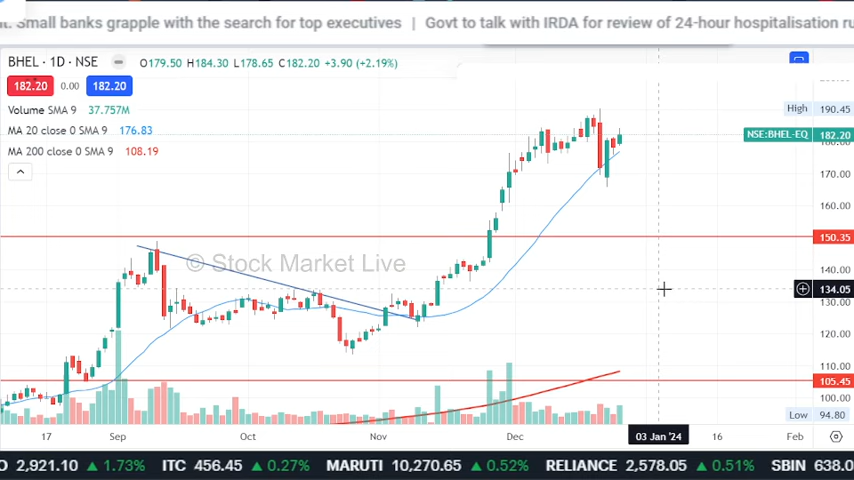 t. Small banks grapple with the search for top executives | Govt to talk with IRDA for review of 24-hour hospitalisation ru
BHEL · 1D · NSE O179.50 H184.30 L178.65 C182.20 +3.90 (+2.19%)
182.20 0.00 182.20
Volume SMA 9 37.757M
MA 20 close 0 SMA 9 176.83
MA 200 close 0 SMA 9 108.19
High 190.45
NSE:BHEL-EQ 182.20
180.00
170.00
160.00
150.35
© Stock Market Live
140.00
134.05
130.00
120.00
110.00
105.45
100.00
Low 94.80
17 Sep Oct Nov Dec 03 Jan '24 16 Feb
O 2,921.10 ▲ 1.73% ITC 456.45 ▲ 0.27% MARUTI 10,270.65 ▲ 0.52% RELIANCE 2,578.05 ▲ 0.51% SBIN 638.0